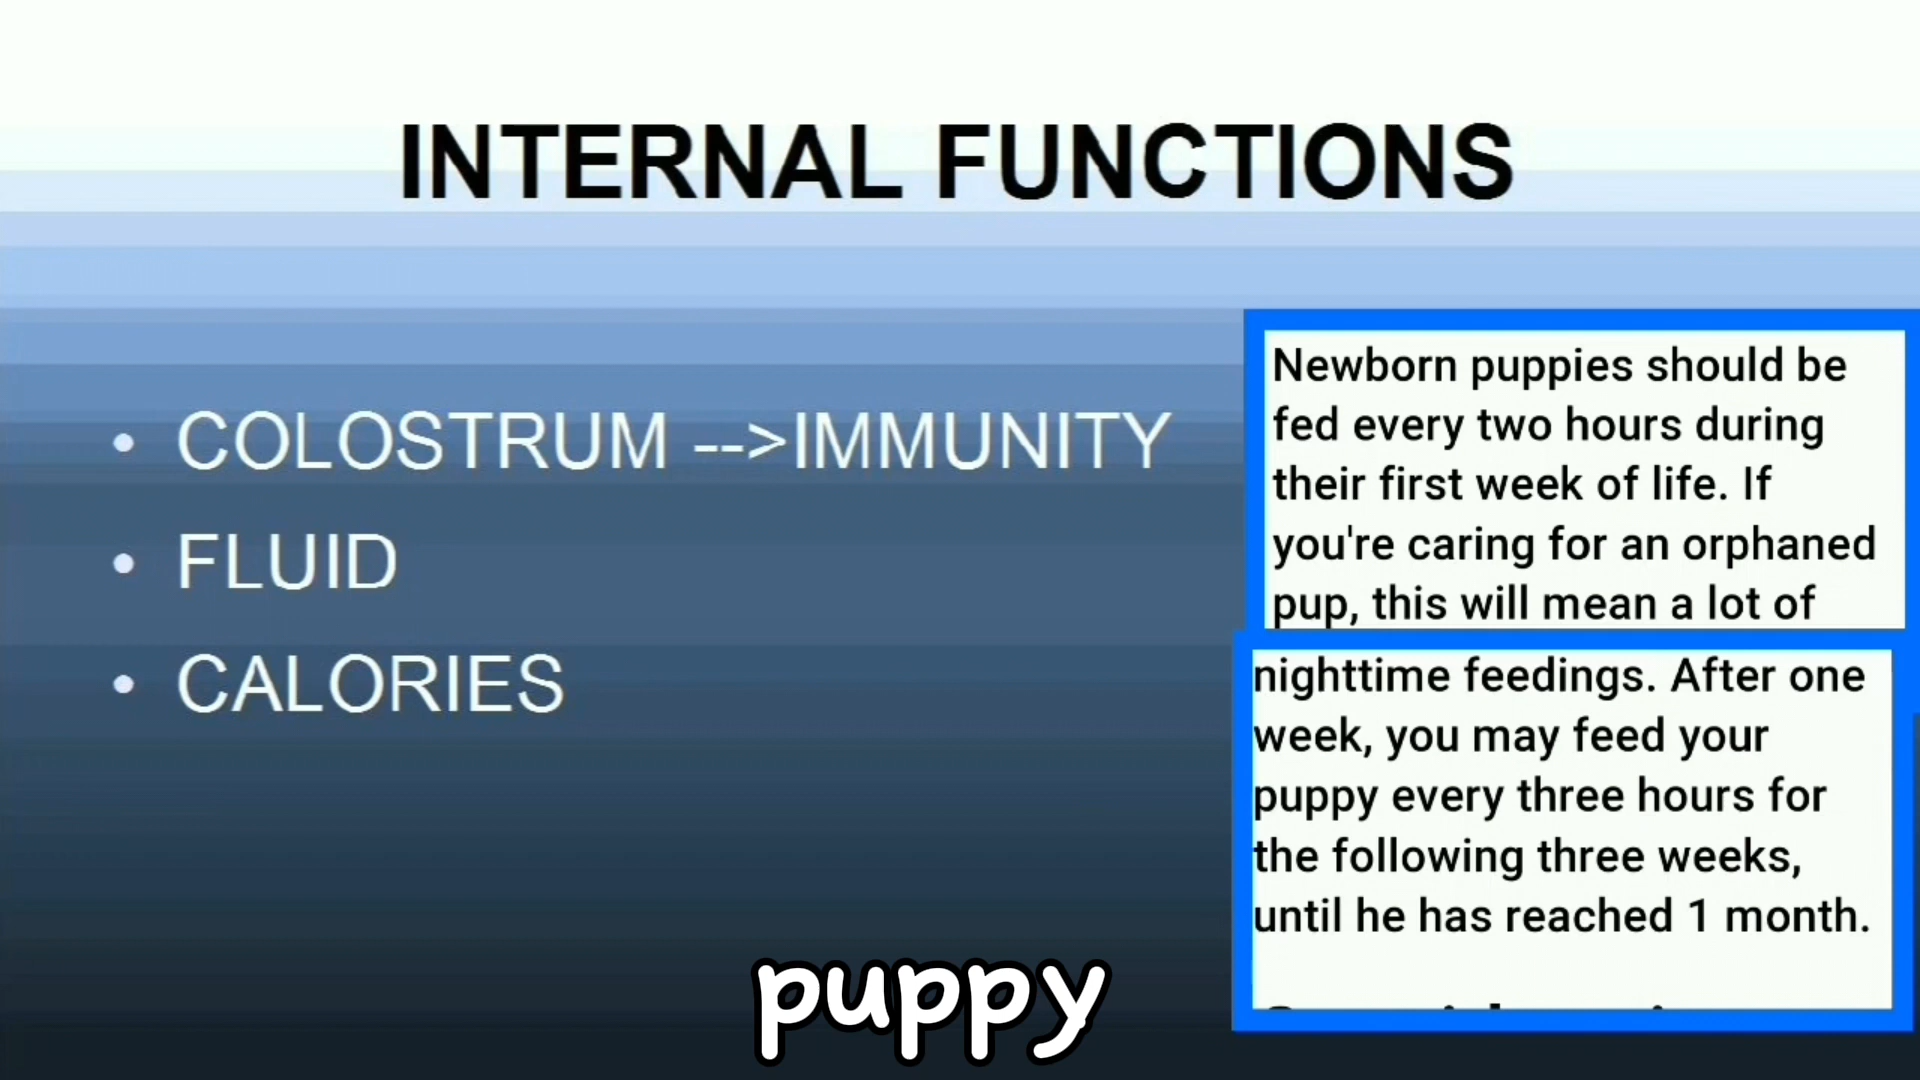 INTERNAL FUNCTIONS
• COLOSTRUM -->IMMUNITY
• FLUID
• CALORIES
Newborn puppies should be
fed every two hours during
their first week of life. If
you're caring for an orphaned
pup, this will mean a lot of
nighttime feedings. After one
week, you may feed your
puppy every three hours for
the following three weeks,
until he has reached 1 month.
puppy